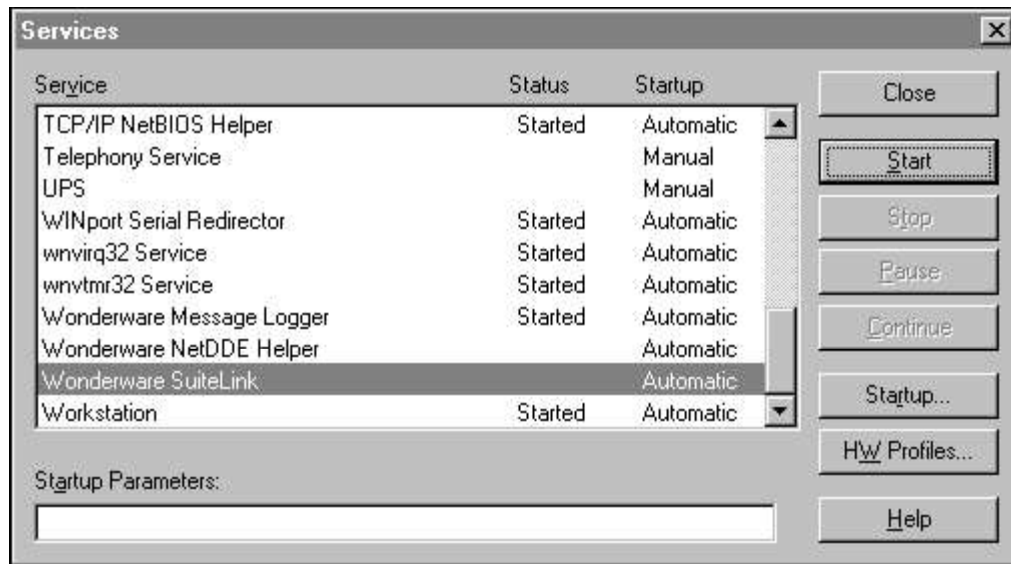 Services
Service Status Startup
TCP/IP NetBIOS Helper Started Automatic
Telephony Service Manual
UPS Manual
WINport Serial Redirector Started Automatic
wnvirq32 Service Started Automatic
wnvtmr32 Service Started Automatic
Wonderware Message Logger Started Automatic
Wonderware NetDDE Helper Automatic
Wonderware SuiteLink Automatic
Workstation Started Automatic
Startup Parameters:
Close
Start
Stop
Pause
Continue
Startup...
HW Profiles...
Help